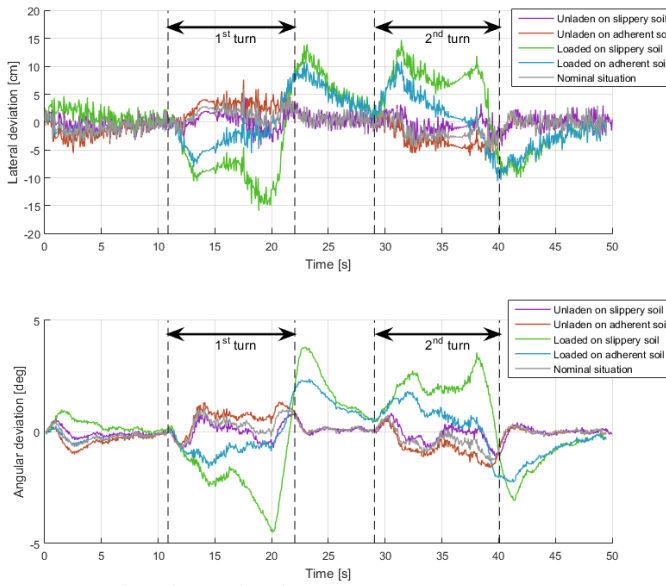 20
15
10
5
0
-5
-10
-15
-20
Lateral deviation [cm]
1st turn
2nd turn
Unladen on slippery soil
Unladen on adherent soil
Loaded on slippery soil
Loaded on adherent soil
Nominal situation
0 5 10 15 20 25 30 35 40 45 50
Time [s]
5
0
-5
Angular deviation [deg]
1st turn
2nd turn
Unladen on slippery soil
Unladen on adherent soil
Loaded on slippery soil
Loaded on adherent soil
Nominal situation
0 5 10 15 20 25 30 35 40 45 50
Time [s]